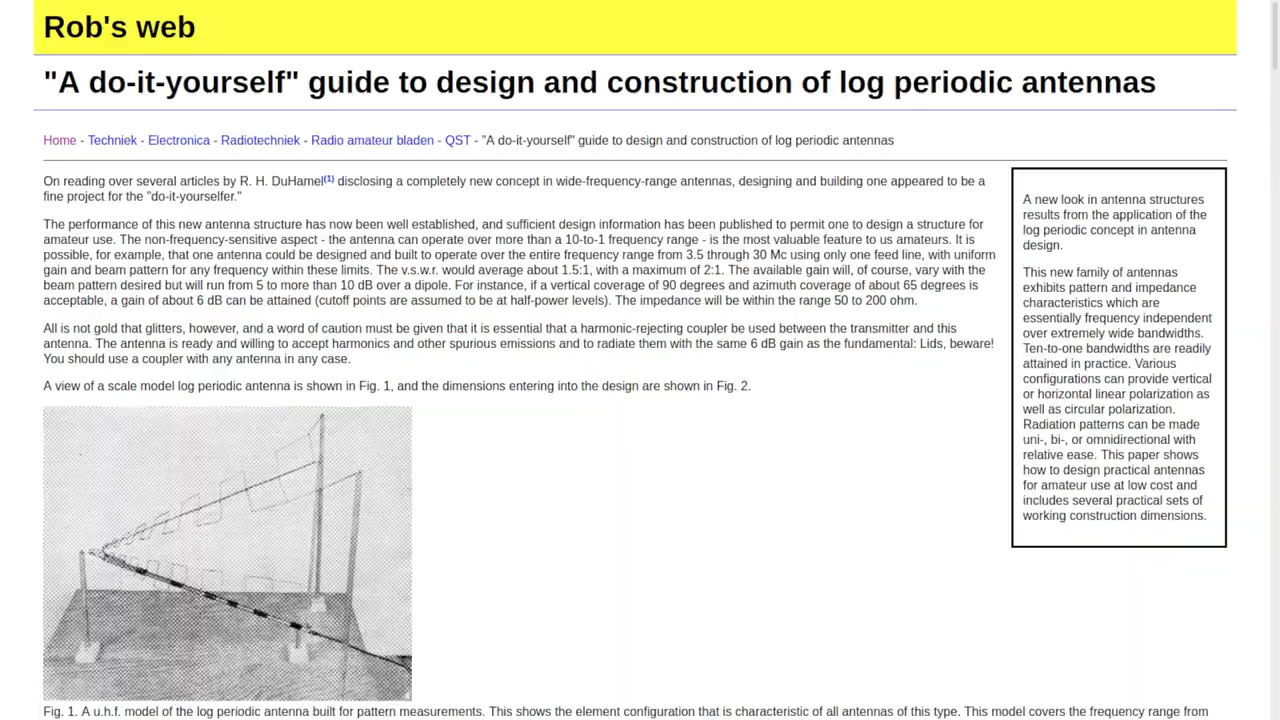 Rob's web
"A do-it-yourself" guide to design and construction of log periodic antennas
Home - Techniek - Electronica - Radiotechniek - Radio amateur bladen - QST - "A do-it-yourself" guide to design and construction of log periodic antennas
On reading over several articles by R. H. DuHamel(1) disclosing a completely new concept in wide-frequency-range antennas, designing and building one appeared to be a
fine project for the "do-it-yourselfer."
The performance of this new antenna structure has now been well established, and sufficient design information has been published to permit one to design a structure for
amateur use. The non-frequency-sensitive aspect - the antenna can operate over more than a 10-to-1 frequency range - is the most valuable feature to us amateurs. It is
possible, for example, that one antenna could be designed and built to operate over the entire frequency range from 3.5 through 30 Mc using only one feed line, with uniform
gain and beam pattern for any frequency within these limits. The v.s.w.r. would average about 1.5:1, with a maximum of 2:1. The available gain will, of course, vary with the
beam pattern desired but will run from 5 to more than 10 dB over a dipole. For instance, if a vertical coverage of 90 degrees and azimuth coverage of about 65 degrees is
acceptable, a gain of about 6 dB can be attained (cutoff points are assumed to be at half-power levels). The impedance will be within the range 50 to 200 ohm.
All is not gold that glitters, however, and a word of caution must be given that it is essential that a harmonic-rejecting coupler be used between the transmitter and this
antenna. The antenna is ready and willing to accept harmonics and other spurious emissions and to radiate them with the same 6 dB gain as the fundamental: Lids, beware!
You should use a coupler with any antenna in any case.
A view of a scale model log periodic antenna is shown in Fig. 1, and the dimensions entering into the design are shown in Fig. 2.
Fig. 1. A u.h.f. model of the log periodic antenna built for pattern measurements. This shows the element configuration that is characteristic of all antennas of this type. This model covers the frequency range from
A new look in antenna structures
results from the application of the
log periodic concept in antenna
design.
This new family of antennas
exhibits pattern and impedance
characteristics which are
essentially frequency independent
over extremely wide bandwidths.
Ten-to-one bandwidths are readily
attained in practice. Various
configurations can provide vertical
or horizontal linear polarization as
well as circular polarization.
Radiation patterns can be made
uni-, bi-, or omnidirectional with
relative ease. This paper shows
how to design practical antennas
for amateur use at low cost and
includes several practical sets of
working construction dimensions.